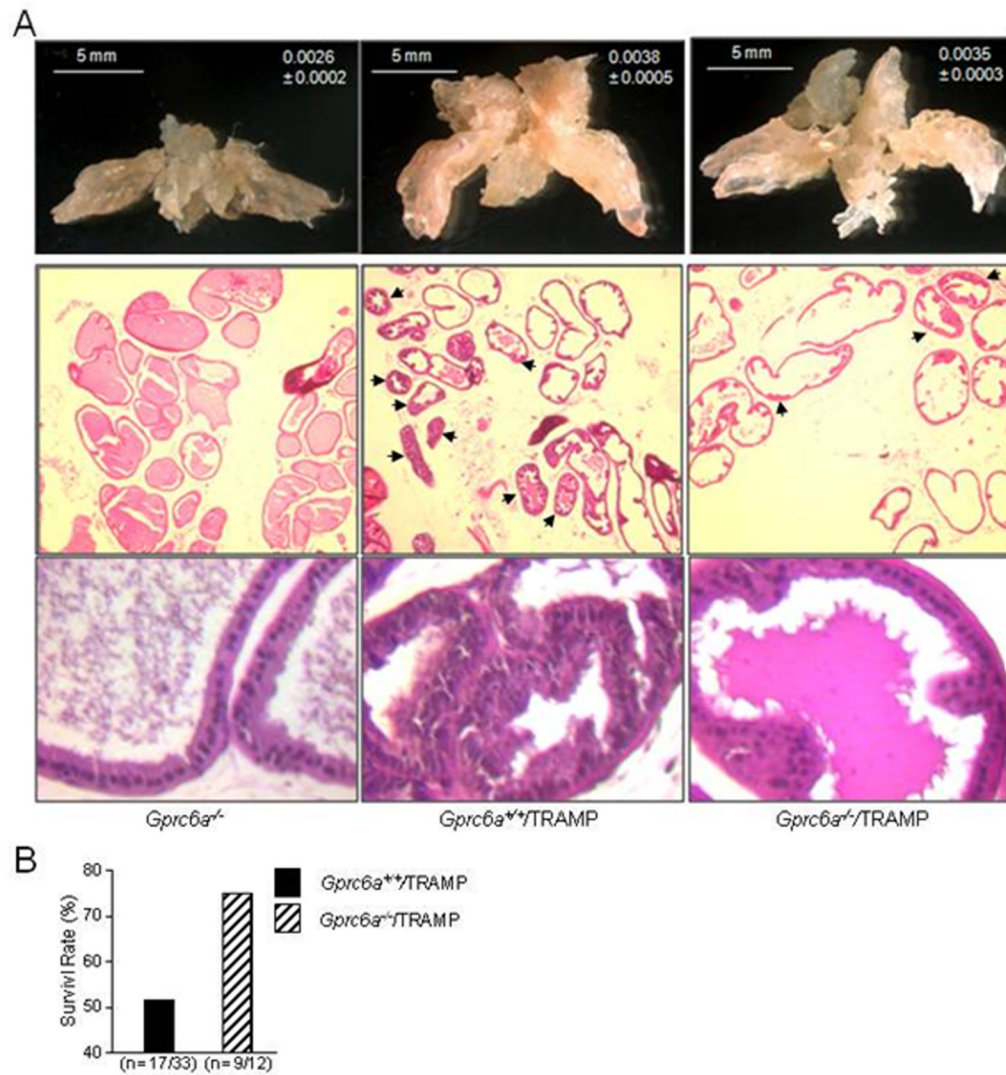 A
5 mm
0.0026
±0.0002
5 mm
0.0038
±0.0005
5 mm
0.0035
±0.0003
Gprc6a-/-
Gprc6a+/+/TRAMP
Gprc6a-/-/TRAMP
B
Gprc6a+/+/TRAMP
Gprc6a-/-/TRAMP
Survivl Rate (%)
80
70
60
50
40
(n=17/33) (n=9/12)